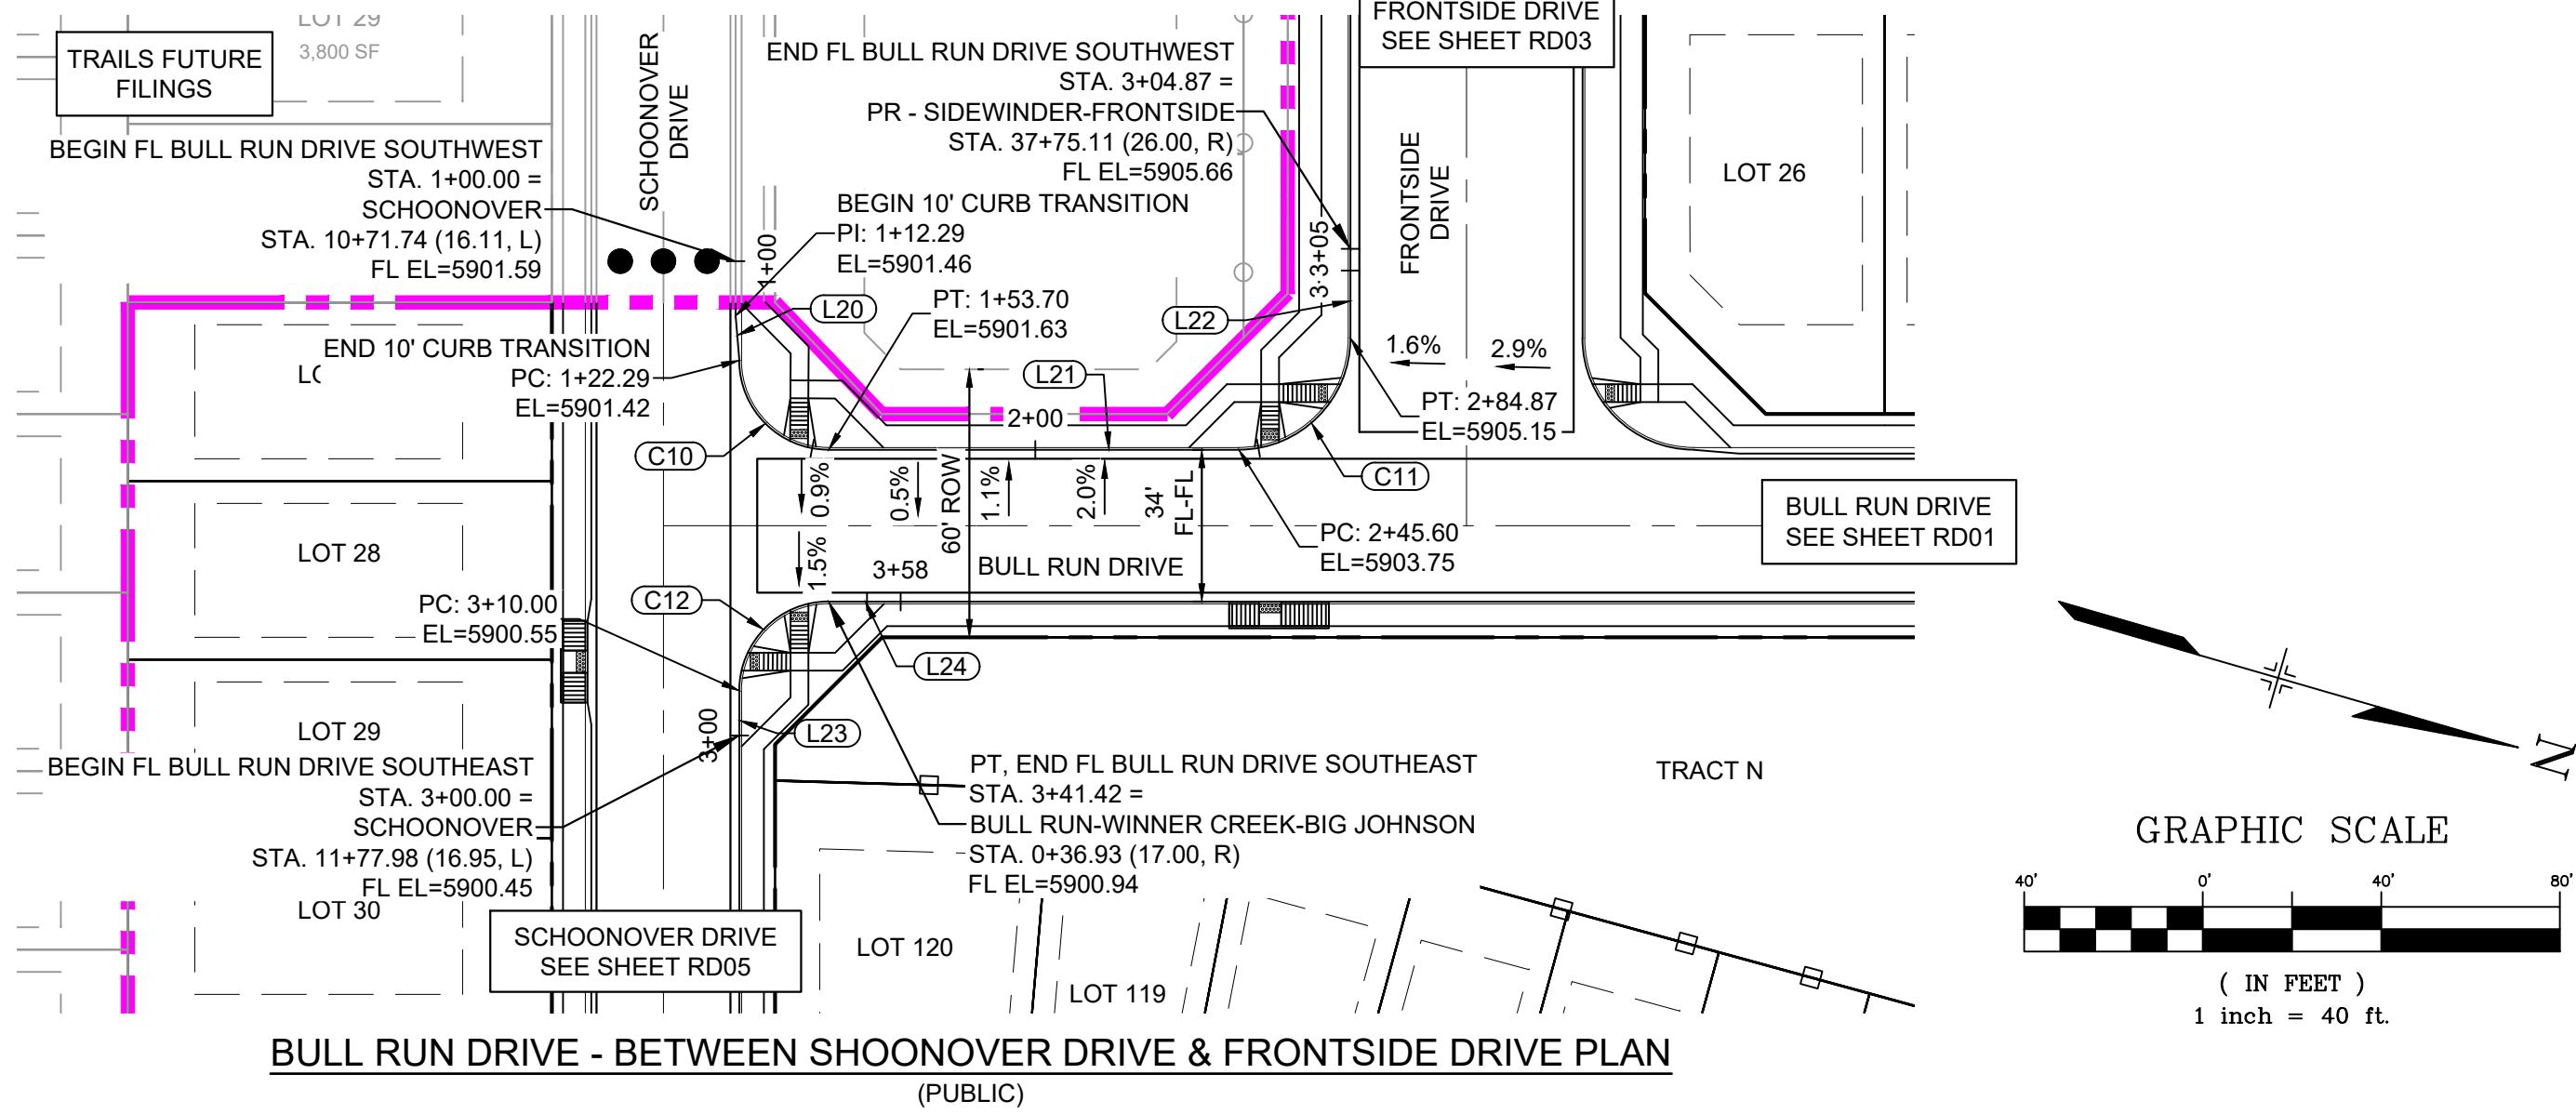 LOT 29
3,800 SF
TRAILS FUTURE
FILINGS
SCHOONOVER
DRIVE
END FL BULL RUN DRIVE SOUTHWEST
STA. 3+04.87 =
PR - SIDEWINDER-FRONTSIDE
STA. 37+75.11 (26.00, R)
FL EL=5905.66
FRONTSIDE DRIVE
SEE SHEET RD03
FRONTSIDE
DRIVE
LOT 26
BEGIN FL BULL RUN DRIVE SOUTHWEST
STA. 1+00.00 =
SCHOONOVER
STA. 10+71.74 (16.11, L)
FL EL=5901.59
BEGIN 10' CURB TRANSITION
PI: 1+12.29
EL=5901.46
1+00
L20
PT: 1+53.70
EL=5901.63
L22
3+05
END 10' CURB TRANSITION
PC: 1+22.29
EL=5901.42
L21
1.6%
2.9%
2+00
PT: 2+84.87
EL=5905.15
C10
C11
0.9%
0.5%
60' ROW
1.1%
2.0%
34'
FL-FL
PC: 2+45.60
EL=5903.75
BULL RUN DRIVE
SEE SHEET RD01
LOT 28
1.5%
3+58
BULL RUN DRIVE
C12
PC: 3+10.00
EL=5900.55
L24
LOT 29
3+00
L23
BEGIN FL BULL RUN DRIVE SOUTHEAST
STA. 3+00.00 =
SCHOONOVER
STA. 11+77.98 (16.95, L)
FL EL=5900.45
PT, END FL BULL RUN DRIVE SOUTHEAST
STA. 3+41.42 =
BULL RUN-WINNER CREEK-BIG JOHNSON
STA. 0+36.93 (17.00, R)
FL EL=5900.94
TRACT N
N
LOT 30
SCHOONOVER DRIVE
SEE SHEET RD05
LOT 120
LOT 119
GRAPHIC SCALE
40' 0' 40' 80'
( IN FEET )
1 inch = 40 ft.
BULL RUN DRIVE - BETWEEN SHOONOVER DRIVE & FRONTSIDE DRIVE PLAN
(PUBLIC)